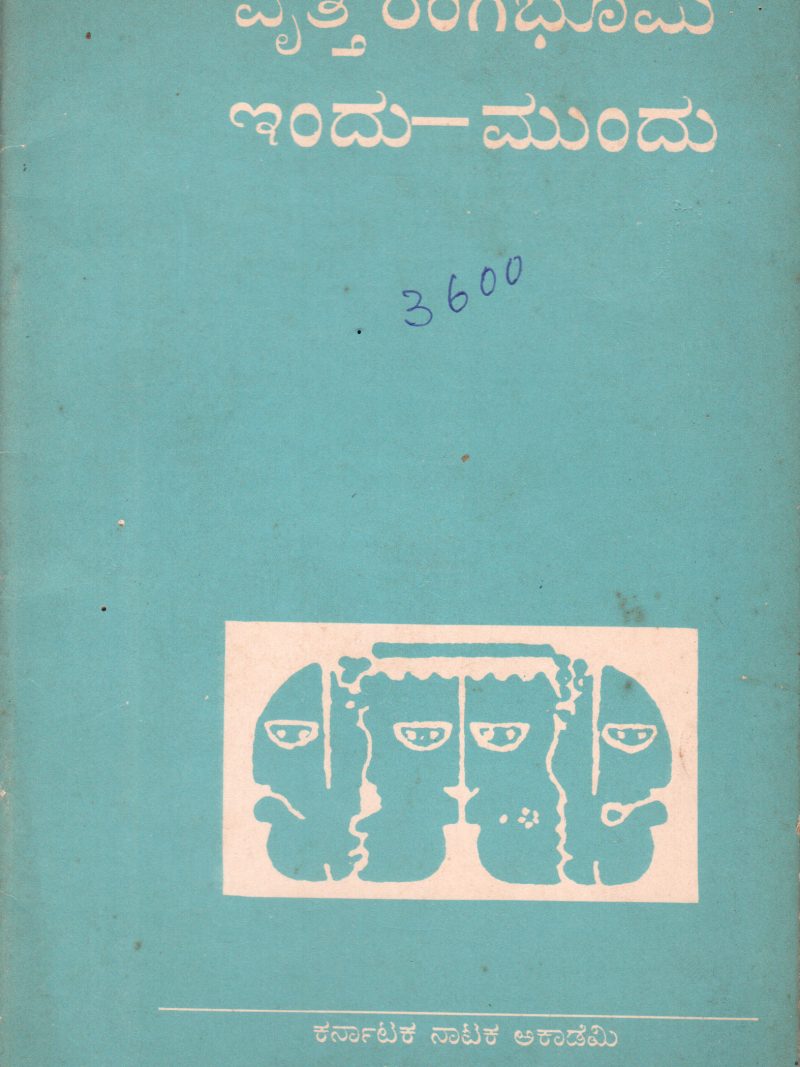 ವೃತ್ತಿ ರಂಗಭೂಮಿ
ಇಂದು—ಮುಂದು
3600
ಕರ್ನಾಟಕ ನಾಟಕ ಅಕಾಡೆಮಿ